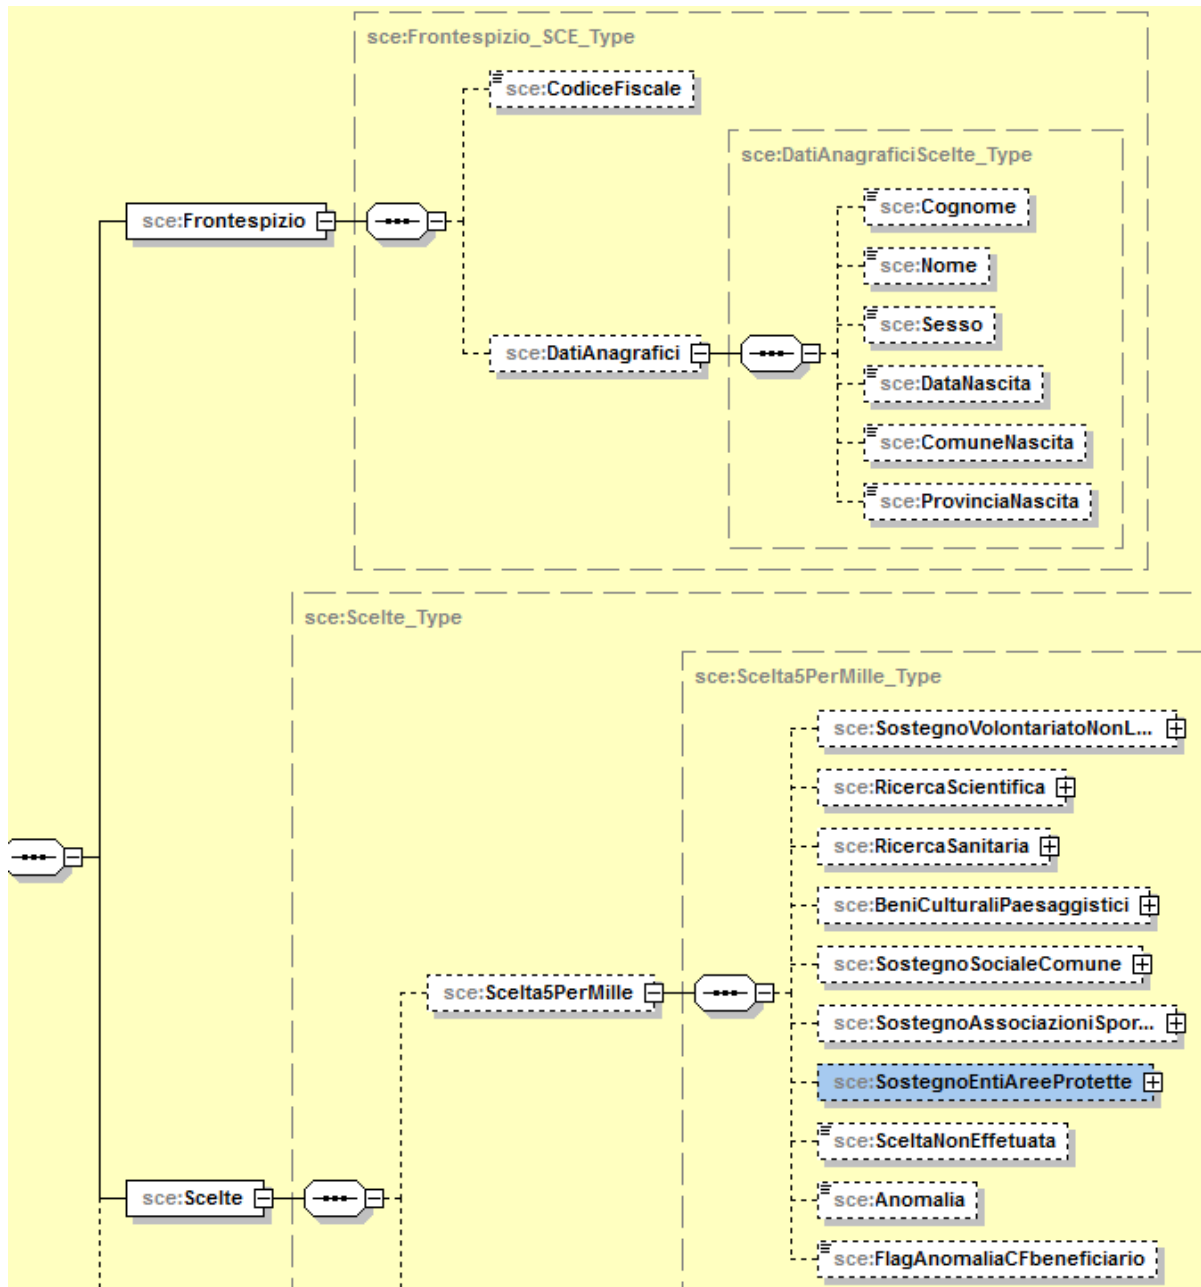 sce:Frontespizio_SCE_Type
sce:CodiceFiscale
sce:DatiAnagraficiScelte_Type
sce:Cognome
sce:Frontespizio
sce:Nome
sce:Sesso
sce:DatiAnagrafici
sce:DataNascita
sce:ComuneNascita
sce:ProvinciaNascita
sce:Scelte_Type
sce:Scelta5PerMille_Type
sce:SostegnoVolontariatoNonL...
sce:RicercaScientifica
sce:RicercaSanitaria
sce:BeniCulturaliPaesaggistici
sce:SostegnoSocialeComune
sce:Scelta5PerMille
sce:SostegnoAssociazioniSpor...
sce:SostegnoEntiAreeProtette
sce:SceltaNonEffetuata
sce:Scelte
sce:Anomalia
sce:FlagAnomaliaCFbeneficiario